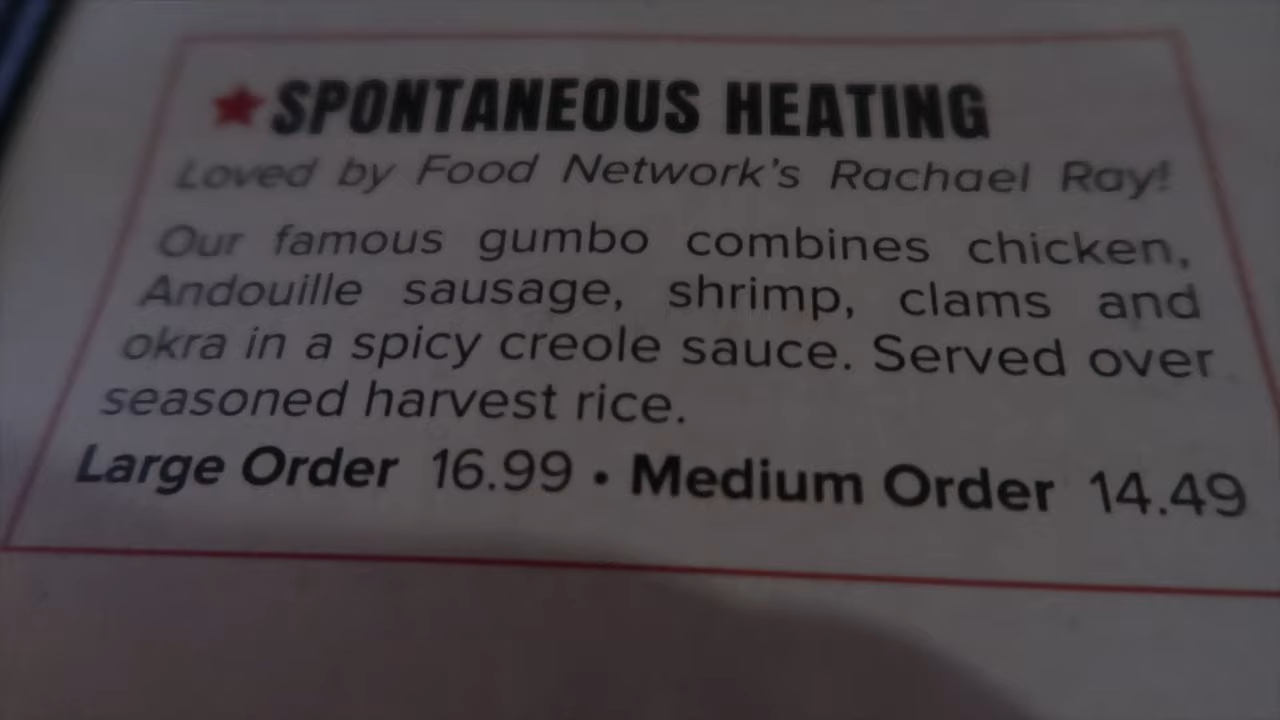 SPONTANEOUS HEATING
Loved by Food Network's Rachael Ray!
Our famous gumbo combines chicken,
Andouille sausage, shrimp, clams and
okra in a spicy creole sauce. Served over
seasoned harvest rice.
Large Order 16.99 • Medium Order 14.49